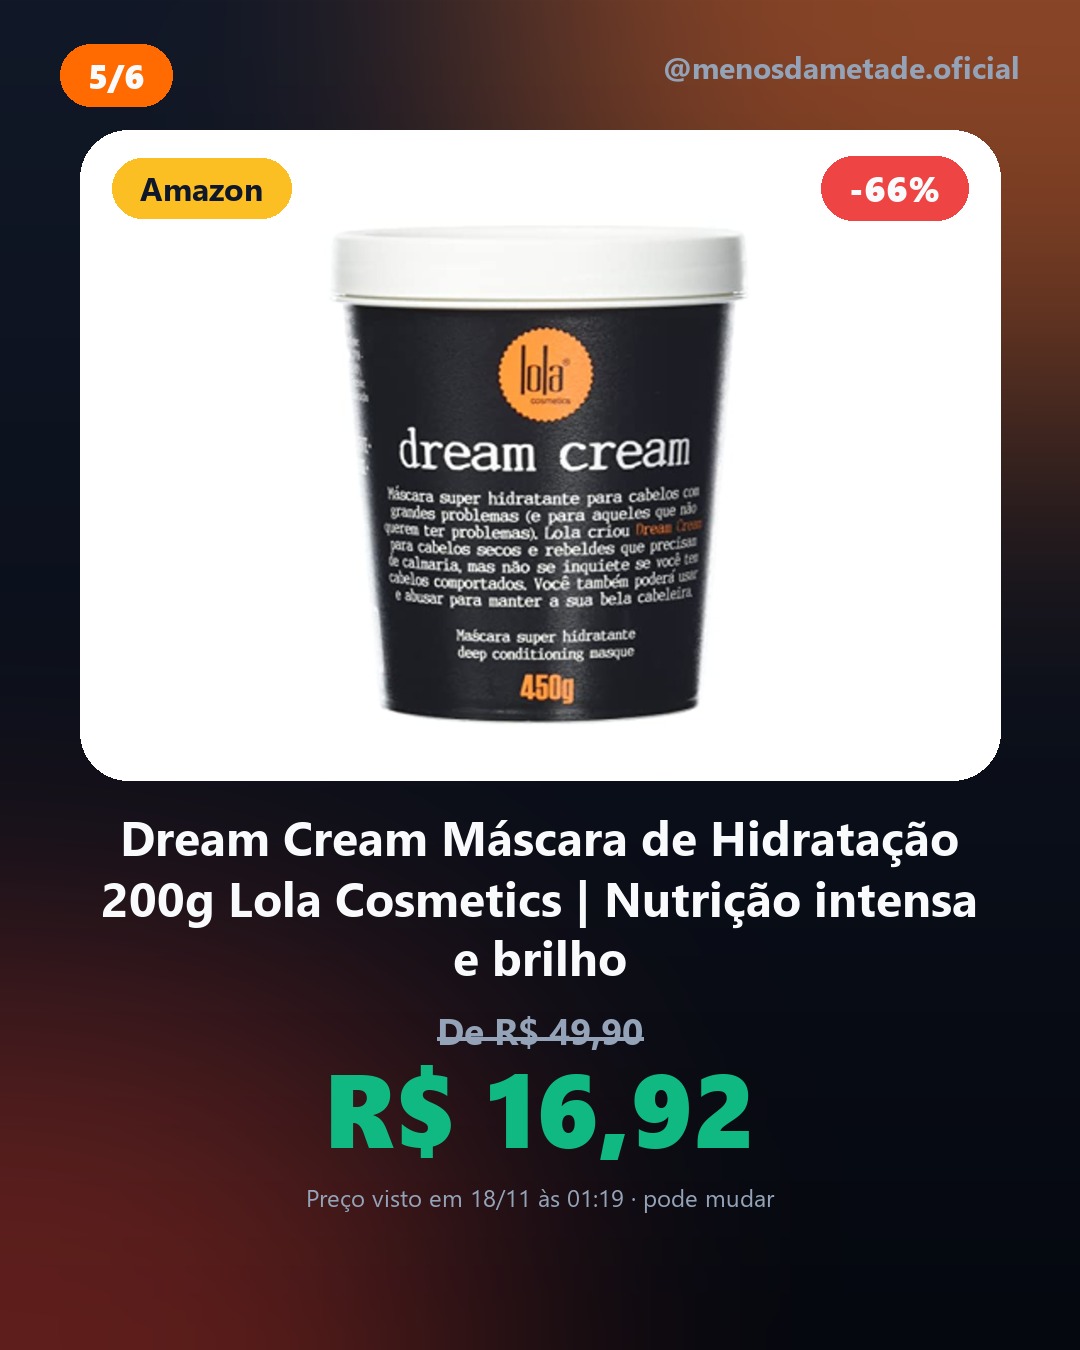 5/6
@menosdametade.oficial
Amazon
-66%
lola
cosmetics
dream cream
Máscara super hidratante para cabelos com
grandes problemas (e para aqueles que não
querem ter problemas). Lola criou Dream Cream
para cabelos secos e rebeldes que precisam
de calmaria, mas não se inquiete se você tem
cabelos comportados. Você também poderá usar
e abusar para manter a sua bela cabeleira.
Máscara super hidratante
deep conditioning masque
450g
Dream Cream Máscara de Hidratação
200g Lola Cosmetics | Nutrição intensa
e brilho
De R$ 49,90
R$ 16,92
Preço visto em 18/11 às 01:19 · pode mudar